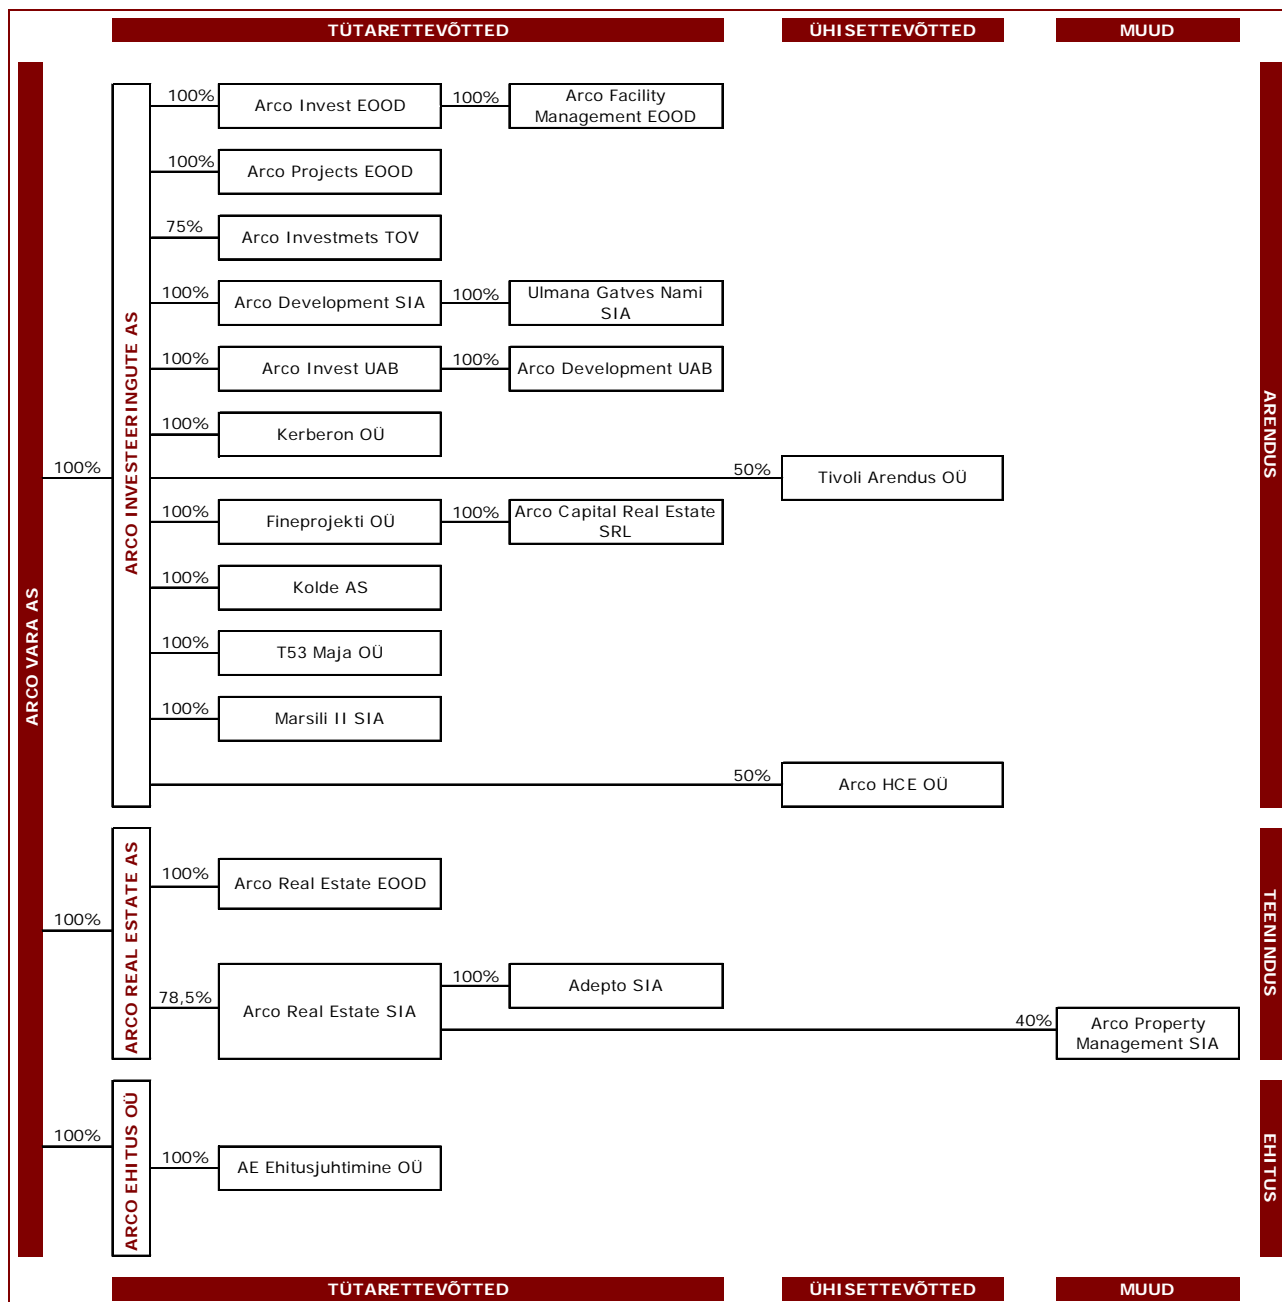 TÜTARETTEVÕTTED
ÜHISETTEVÕTTED
MUUD
ARCO VARA AS
100%
ARCO INVESTEERINGUTE AS
100%
Arco Invest EOOD
100%
Arco Facility
Management EOOD
100%
Arco Projects EOOD
75%
Arco Investmets TOV
100%
Arco Development SIA
100%
Ulmana Gatves Nami
SIA
100%
Arco Invest UAB
100%
Arco Development UAB
100%
Kerberon OÜ
50%
Tivoli Arendus OÜ
100%
Fineprojekti OÜ
100%
Arco Capital Real Estate
SRL
100%
Kolde AS
100%
T53 Maja OÜ
100%
Marsili II SIA
50%
Arco HCE OÜ
ARENDUS
100%
ARCO REAL ESTATE AS
100%
Arco Real Estate EOOD
78,5%
Arco Real Estate SIA
100%
Adepto SIA
40%
Arco Property
Management SIA
TEENINDUS
100%
ARCO EHITUS OÜ
100%
AE Ehitusjuhtimine OÜ
EHITUS
TÜTARETTEVÕTTED
ÜHISETTEVÕTTED
MUUD